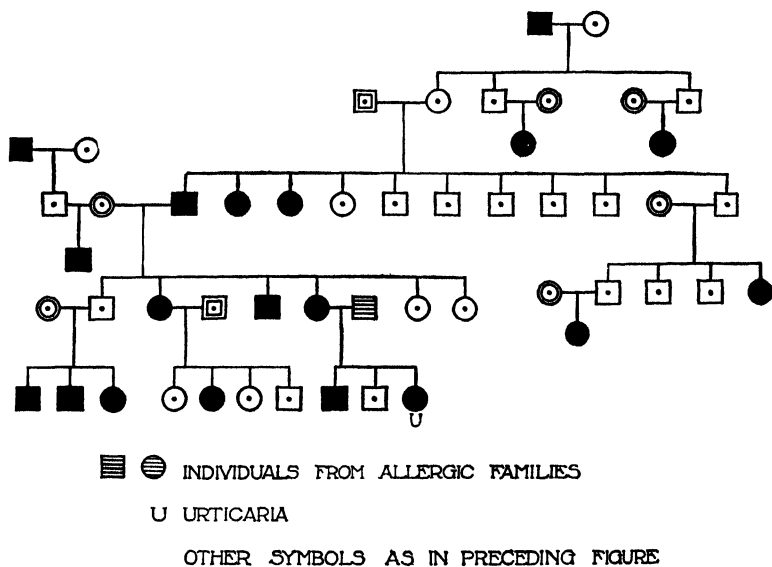 U
INDIVIDUALS FROM ALLERGIC FAMILIES
U URTICARIA
OTHER SYMBOLS AS IN PRECEDING FIGURE